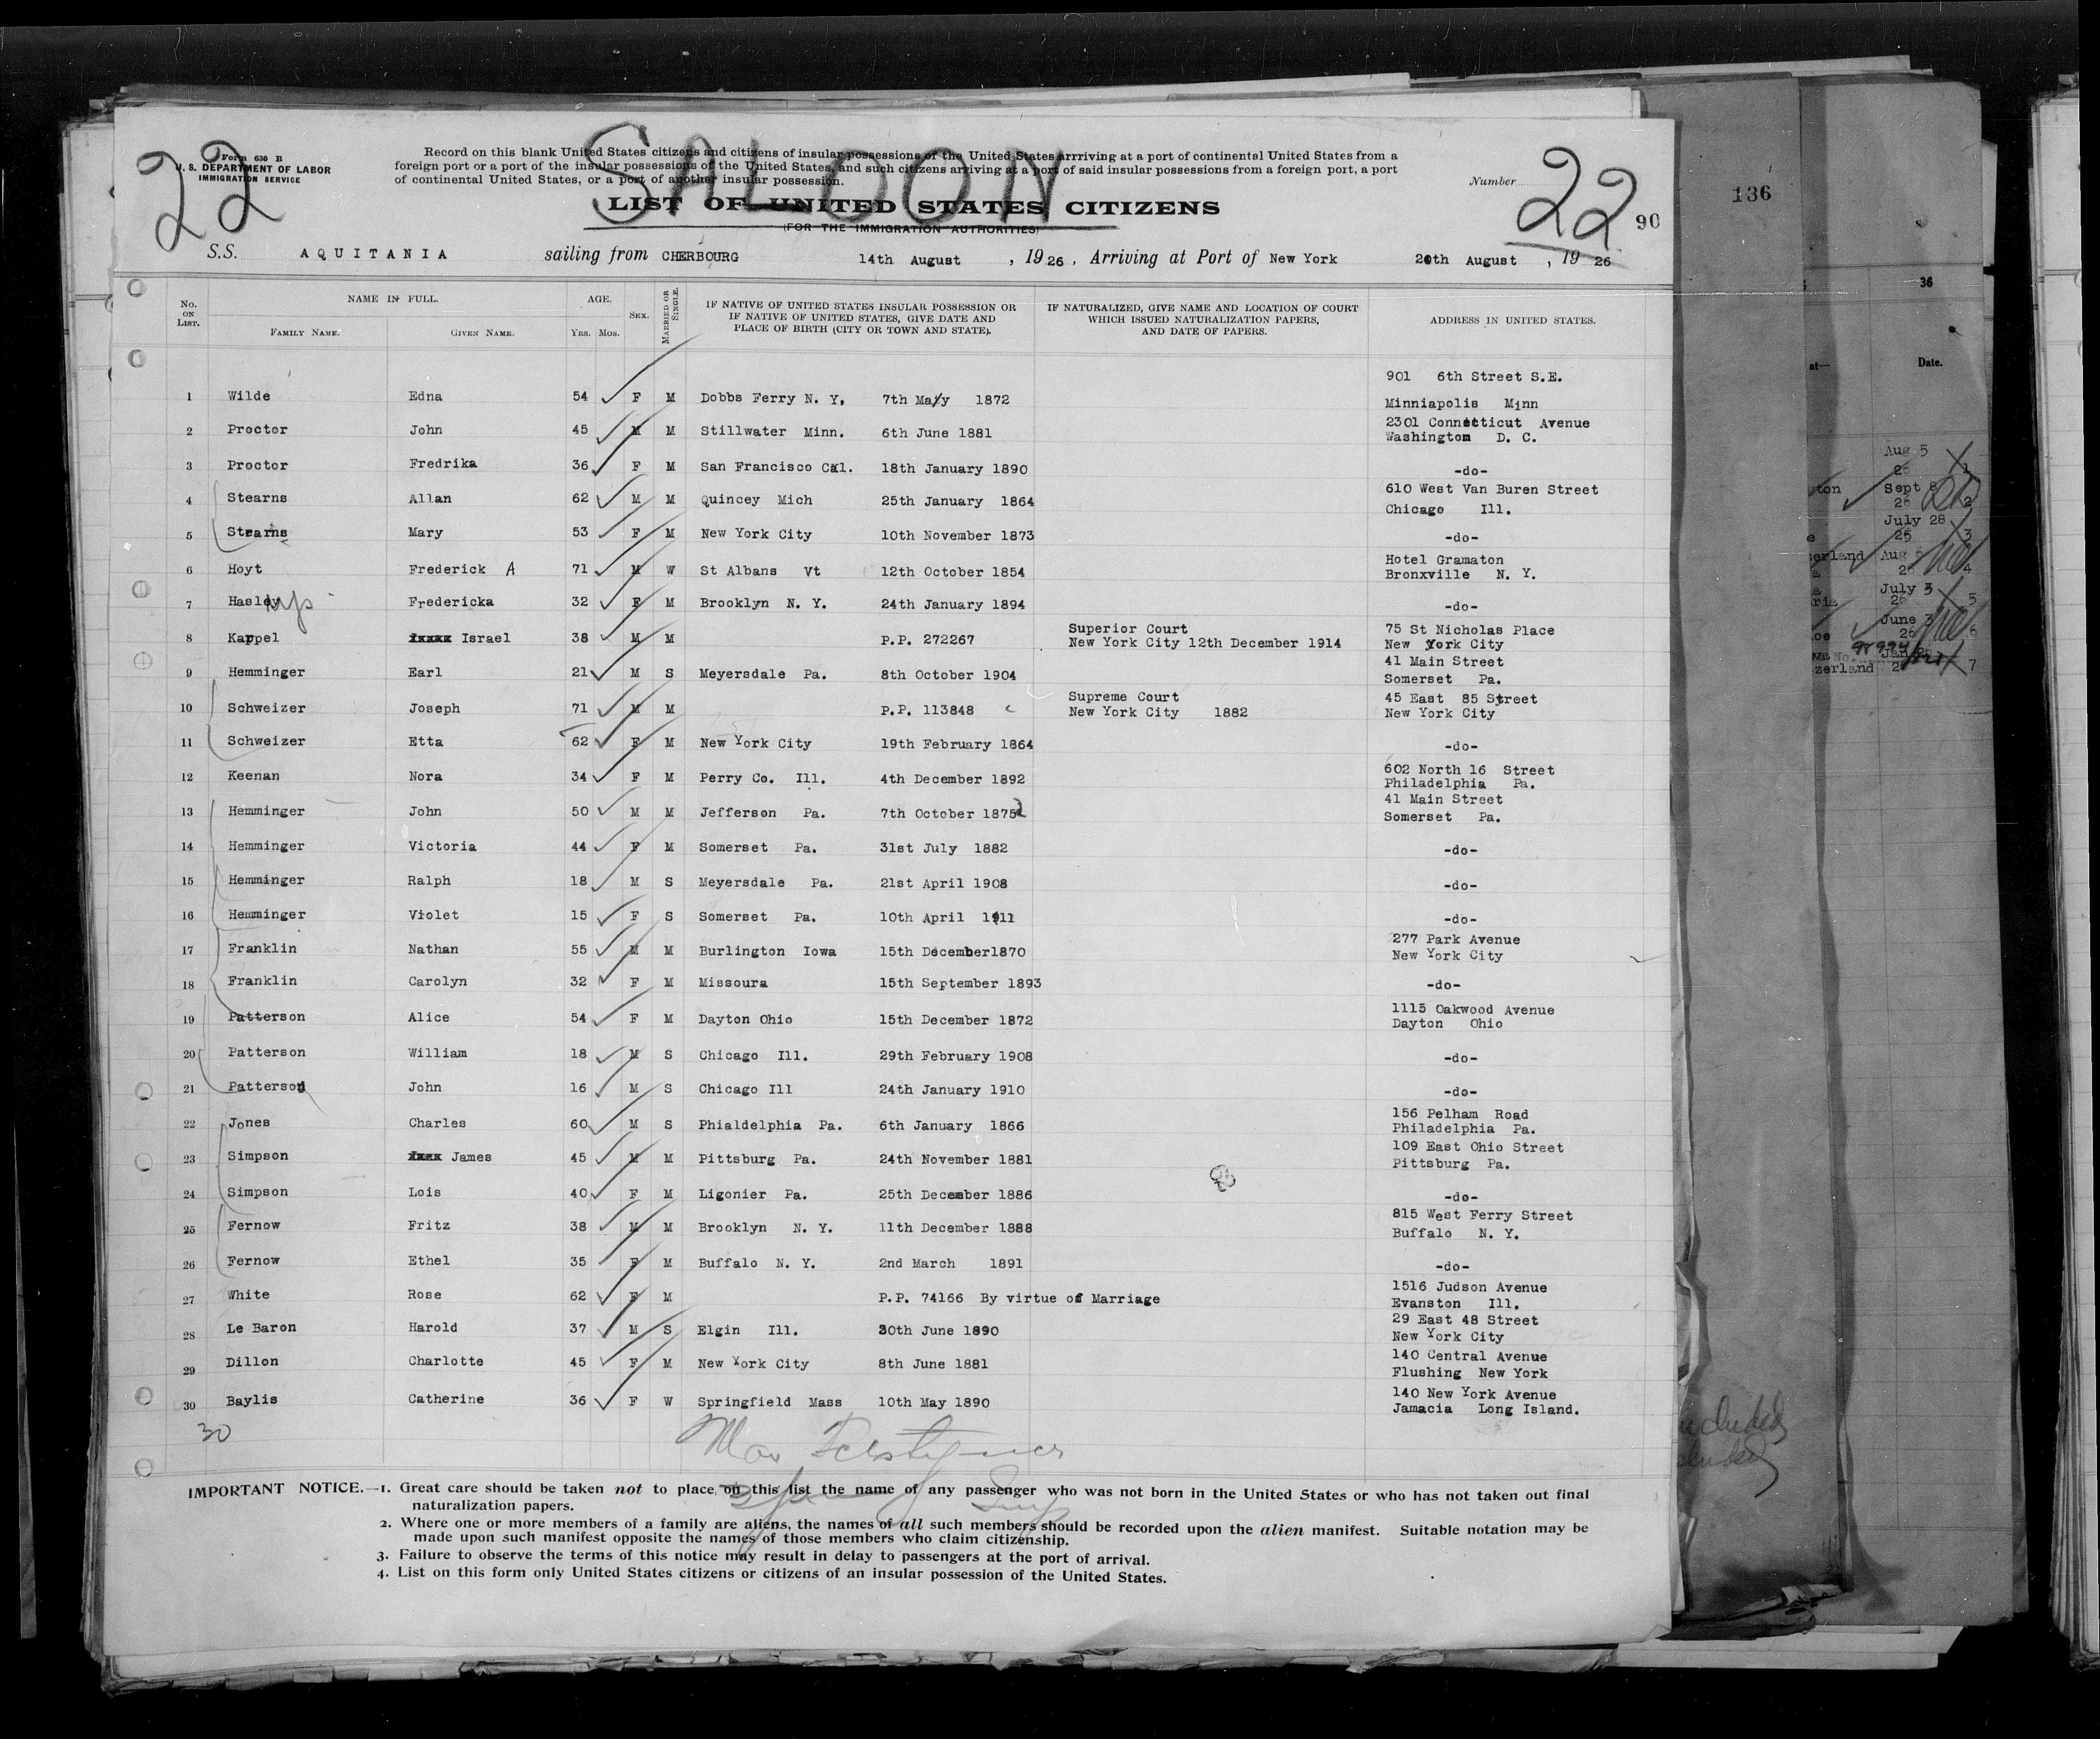 22
SALOON
Form 630 B
U. S. DEPARTMENT OF LABOR
IMMIGRATION SERVICE
Record on this blank United States citizens and citizens of insular possessions of the United States arrriving at a port of continental United States from a
foreign port or a port of the insular possessions of the United States, and such citizens arriving at a port of said insular possessions from a foreign port, a port
of continental United States, or a port of another insular possession.
Number 22
90
136
LIST OF UNITED STATES CITIZENS
(FOR THE IMMIGRATION AUTHORITIES)
S.S. AQUITANIA sailing from CHERBOURG 14th August , 1926 , Arriving at Port of New York 20th August , 1926
No. ON LIST. NAME IN FULL. FAMILY NAME. GIVEN NAME. AGE. Yrs. Mos. SEX. MARRIED OR SINGLE. IF NATIVE OF UNITED STATES INSULAR POSSESSION OR IF NATIVE OF UNITED STATES, GIVE DATE AND PLACE OF BIRTH (CITY OR TOWN AND STATE). IF NATURALIZED, GIVE NAME AND LOCATION OF COURT WHICH ISSUED NATURALIZATION PAPERS, AND DATE OF PAPERS. ADDRESS IN UNITED STATES.
901 6th Street S.E.
1 Wilde Edna 54 F M Dobbs Ferry N. Y. 7th May 1872 Minniapolis Minn
2301 Connecticut Avenue
2 Proctor John 45 M M Stillwater Minn. 6th June 1881 Washington D. C.
3 Proctor Fredrika 36 F M San Francisco Cal. 18th January 1890 -do-
610 West Van Buren Street
4 Stearns Allan 62 M M Quincey Mich 25th January 1864 Chicago Ill.
5 Stearns Mary 53 F M New York City 10th November 1873 -do-
Hotel Gramaton
6 Hoyt Frederick A 71 M W St Albans Vt 12th October 1854 Bronxville N. Y.
7 Hasley Fredericka 32 F M Brooklyn N. Y. 24th January 1894 -do-
Superior Court 75 St Nicholas Place
8 Kappel Israel 38 M M P.P. 272267 New York City 12th December 1914 New York City
41 Main Street
9 Hemminger Earl 21 M S Meyersdale Pa. 8th October 1904 Somerset Pa.
Supreme Court 45 East 85 Street
10 Schweizer Joseph 71 M M P.P. 113848 New York City 1882 New York City
11 Schweizer Etta 62 F M New York City 19th February 1864 -do-
602 North 16 Street
12 Keenan Nora 34 F M Perry Co. Ill. 4th December 1892 Philadelphia Pa.
41 Main Street
13 Hemminger John 50 M M Jefferson Pa. 7th October 1875 Somerset Pa.
14 Hemminger Victoria 44 F M Somerset Pa. 31st July 1882 -do-
15 Hemminger Ralph 18 M S Meyersdale Pa. 21st April 1908 -do-
16 Hemminger Violet 15 F S Somerset Pa. 10th April 1911 -do-
277 Park Avenue
17 Franklin Nathan 55 M M Burlington Iowa 15th December1870 New York City
18 Franklin Carolyn 32 F M Missoura 15th September 1893 -do-
1115 Oakwood Avenue
19 Patterson Alice 54 F M Dayton Ohio 15th December 1872 Dayton Ohio
20 Patterson William 18 M S Chicago Ill. 29th February 1908 -do-
21 Patterson John 16 M S Chicago Ill 24th January 1910 -do-
156 Pelham Road
22 Jones Charles 60 M S Phialdelphia Pa. 6th January 1866 Philadelphia Pa.
109 East Ohio Street
23 Simpson James 45 M M Pittsburg Pa. 24th November 1881 Pittsburg Pa.
24 Simpson Lois 40 F M Ligonier Pa. 25th December 1886 -do-
815 West Ferry Street
25 Fernow Fritz 38 M M Brooklyn N. Y. 11th December 1888 Buffalo N. Y.
26 Fernow Ethel 35 F M Buffalo N. Y. 2nd March 1891 -do-
1516 Judson Avenue
27 White Rose 62 F M P.P. 74166 By virtue of Marriage Evanston Ill.
29 East 48 Street
28 Le Baron Harold 37 M S Elgin Ill. 30th June 1890 New York City
140 Central Avenue
29 Dillon Charlotte 45 F M New York City 8th June 1881 Flushing New York
140 New York Avenue
30 Baylis Catherine 36 F W Springfield Mass 10th May 1890 Jamacia Long Island.
30
IMPORTANT NOTICE.—1. Great care should be taken not to place on this list the name of any passenger who was not born in the United States or who has not taken out final
naturalization papers.
2. Where one or more members of a family are aliens, the names of all such members should be recorded upon the alien manifest. Suitable notation may be
made upon such manifest opposite the names of those members who claim citizenship.
3. Failure to observe the terms of this notice may result in delay to passengers at the port of arrival.
4. List on this form only United States citizens or citizens of an insular possession of the United States.
36
at— Date.
Aug 5
26 1
Sept 8
26 2
July 28
3
Aug 5
4
July 3
5
June 3
26 6
7